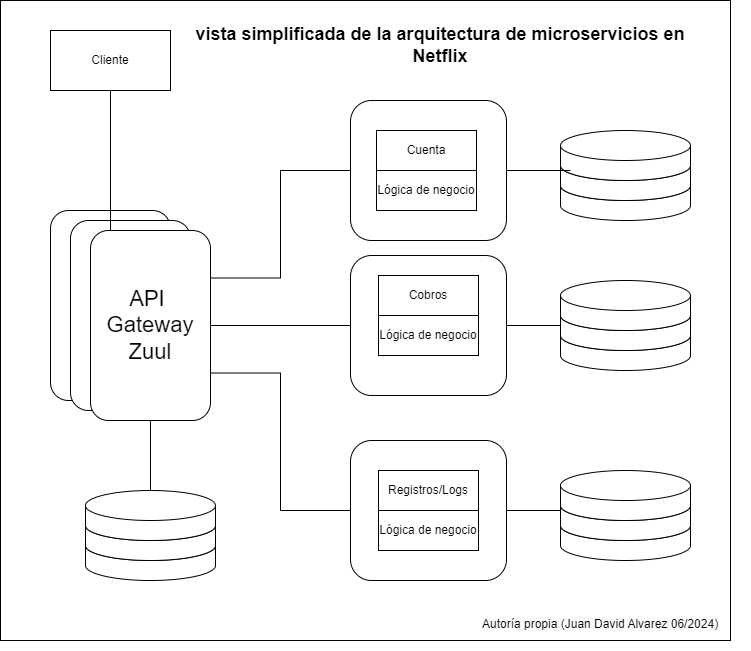 vista simplificada de la arquitectura de microservicios en
Netflix
Cliente
Cuenta
Lógica de negocio
API
Gateway
Zuul
Cobros
Lógica de negocio
Registros/Logs
Lógica de negocio
Autoría propia (Juan David Alvarez 06/2024)